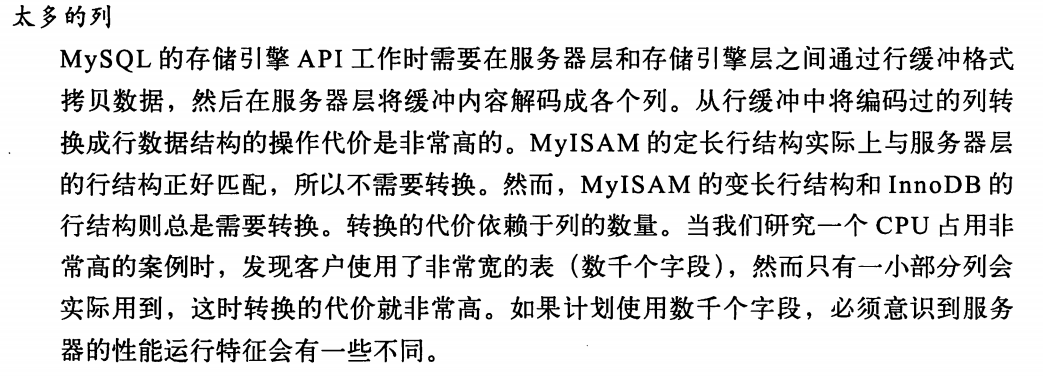 太多的列
MySQL 的存储引擎 API 工作时需要在服务器层和存储引擎层之间通过行缓冲格式
拷贝数据，然后在服务器层将缓冲内容解码成各个列。从行缓冲中将编码过的列转
换成行数据结构的操作代价是非常高的。MyISAM 的定长行结构实际上与服务器层
的行结构正好匹配，所以不需要转换。然而，MyISAM 的变长行结构和 InnoDB 的
行结构则总是需要转换。转换的代价依赖于列的数量。当我们研究一个 CPU 占用非
常高的案例时，发现客户使用了非常宽的表（数千个字段），然而只有一小部分列会
实际用到，这时转换的代价就非常高。如果计划使用数千个字段，必须意识到服务
器的性能运行特征会有一些不同。